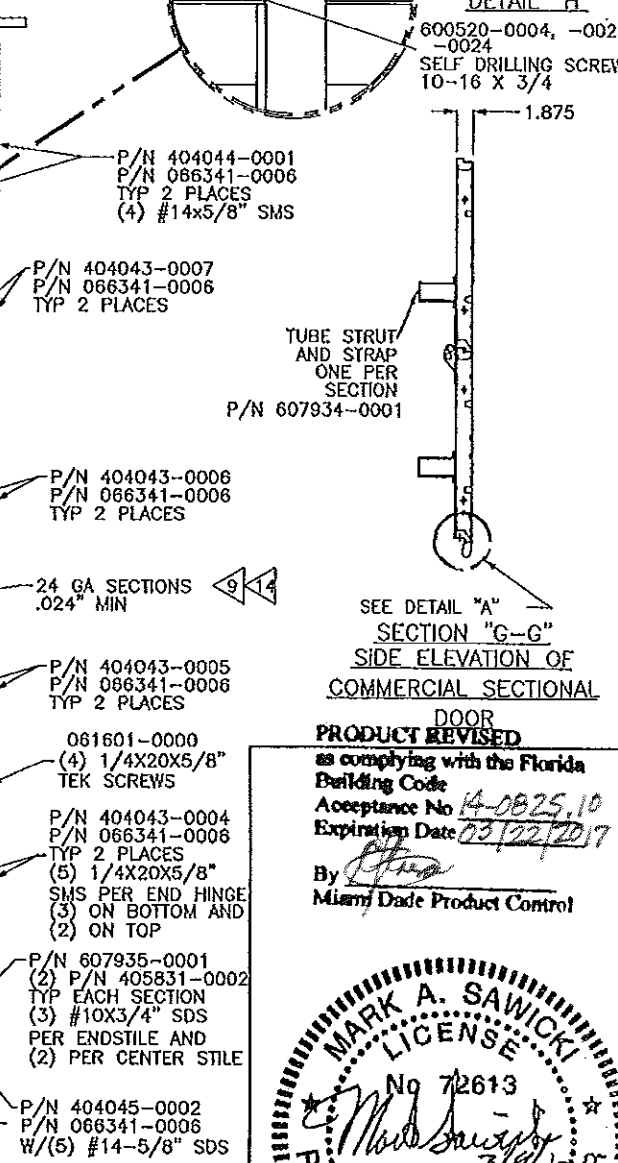 DETAIL "H"
600520-0004, -002
-0024
SELF DRILLING SCREW
10-16 X 3/4
1.875
P/N 404044-0001
P/N 066341-0006
TYP 2 PLACES
(4) #14x5/8" SMS
P/N 404043-0007
P/N 066341-0006
TYP 2 PLACES
TUBE STRUT
AND STRAP
ONE PER
SECTION
P/N 607934-0001
P/N 404043-0006
P/N 066341-0006
TYP 2 PLACES
24 GA SECTIONS
.024" MIN
9 14
SEE DETAIL "A"
SECTION "G-G"
SIDE ELEVATION OF
COMMERCIAL SECTIONAL
DOOR
P/N 404043-0005
P/N 066341-0006
TYP 2 PLACES
061601-0000
(4) 1/4X20X5/8"
TEK SCREWS
P/N 404043-0004
P/N 066341-0006
TYP 2 PLACES
(5) 1/4X20X5/8"
SMS PER END HINGE
(3) ON BOTTOM AND
(2) ON TOP
P/N 607935-0001
(2) P/N 405831-0002
TYP EACH SECTION
(3) #10X3/4" SDS
PER ENDSTILE AND
(2) PER CENTER STILE
P/N 404045-0002
P/N 066341-0006
W/(5) #14-5/8" SDS
PRODUCT REVISED
as complying with the Florida
Building Code
Acceptance No 14-0825.10
Expiration Date 03/22/2017
By
Miami Dade Product Control
MARK A. SAWICKI
LICENSE
No 72613